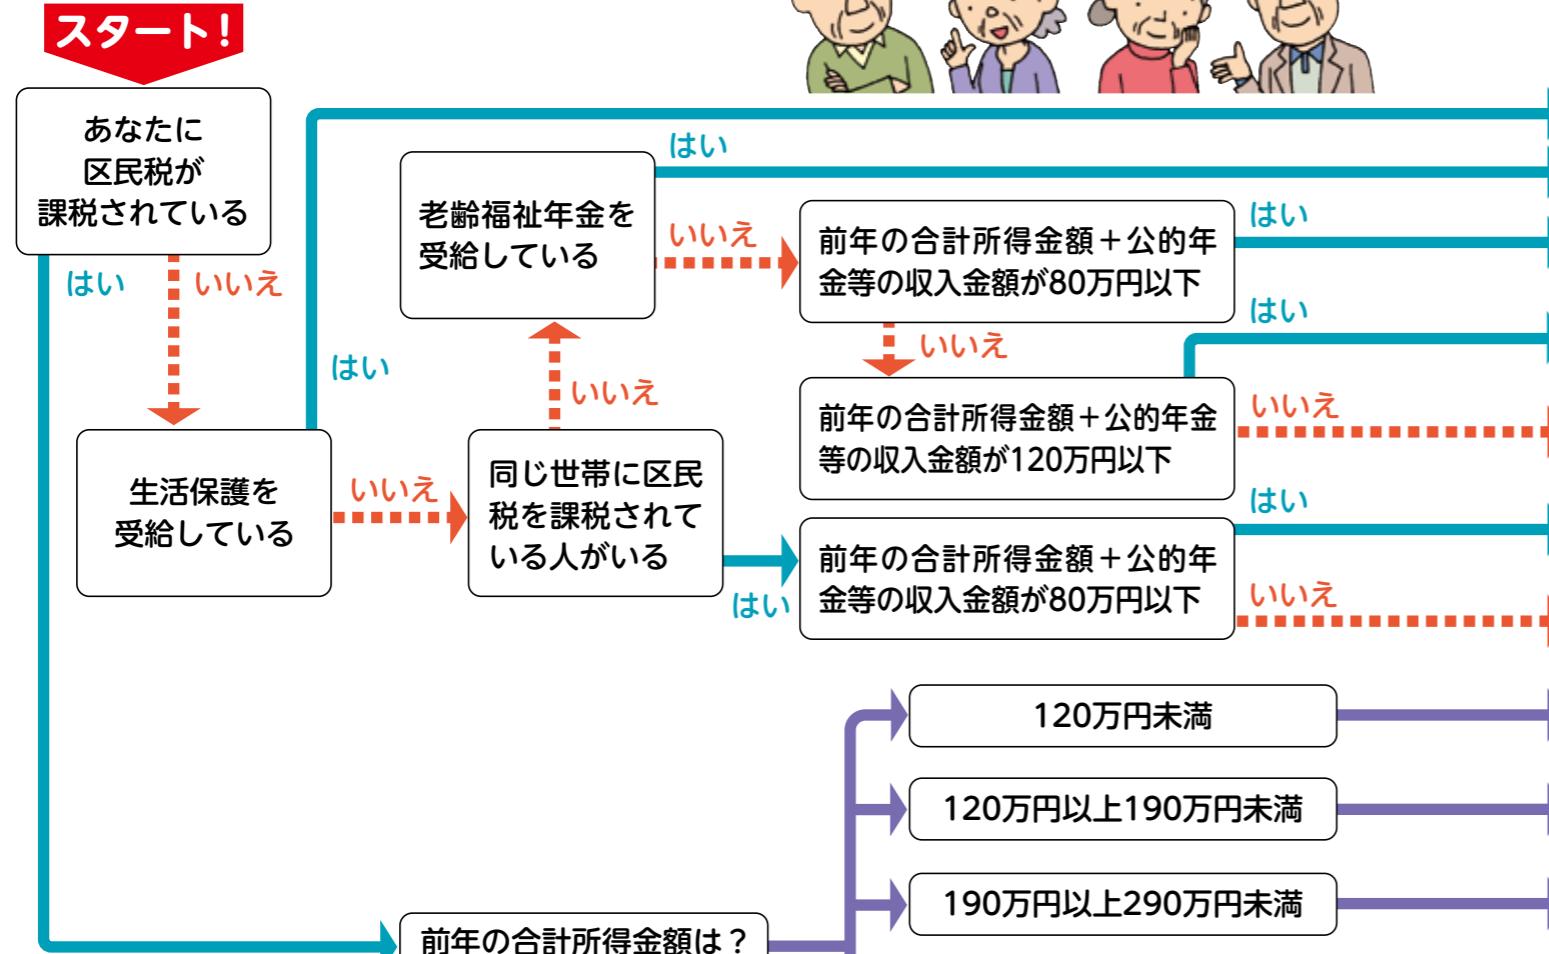 スタート!
あなたに
区民税が
課税されている
はい
いいえ
生活保護を
受給している
はい
いいえ
同じ世帯に区民
税を課税されて
いる人がいる
いいえ
はい
老齢福祉年金を
受給している
はい
いいえ
前年の合計所得金額＋公的年
金等の収入金額が80万円以下
はい
いいえ
前年の合計所得金額＋公的年金
等の収入金額が120万円以下
はい
いいえ
前年の合計所得金額＋公的年
金等の収入金額が80万円以下
はい
いいえ
前年の合計所得金額は？
120万円未満
120万円以上190万円未満
190万円以上290万円未満